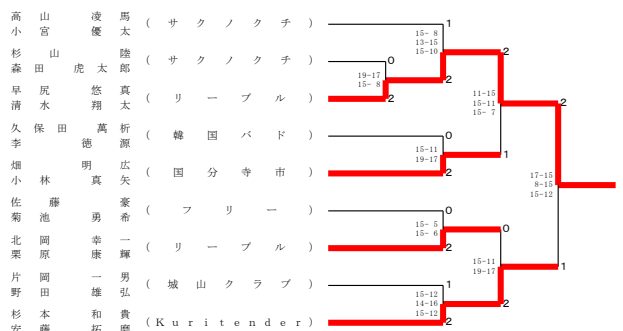 高山 凌馬
小宮 優太
(サクノクチ)
杉山 陸
森田 虎太郎
(サクノクチ)
早尻 悠真
清水 翔太
(リーブル)
久保田 萬析
李 徳源
(韓国バド)
畑 明広
小林 真矢
(国分寺市)
佐藤 豪
菊池 勇希
(フリー)
北岡 幸一
栗原 康輝
(リーブル)
片岡 一男
野田 雄弘
(城山クラブ)
杉本 和貴
安藤 拓磨
(Kuritender)
1
15- 8
13-15
15-10
2
0
19-17
15- 8
2
2
11-15
15-11
15- 7
2
0
15-11
19-17
2
1
17-15
8-15
15-12
0
15- 5
15- 6
2
0
15-11
19-17
1
1
15-12
14-16
15-12
2
2